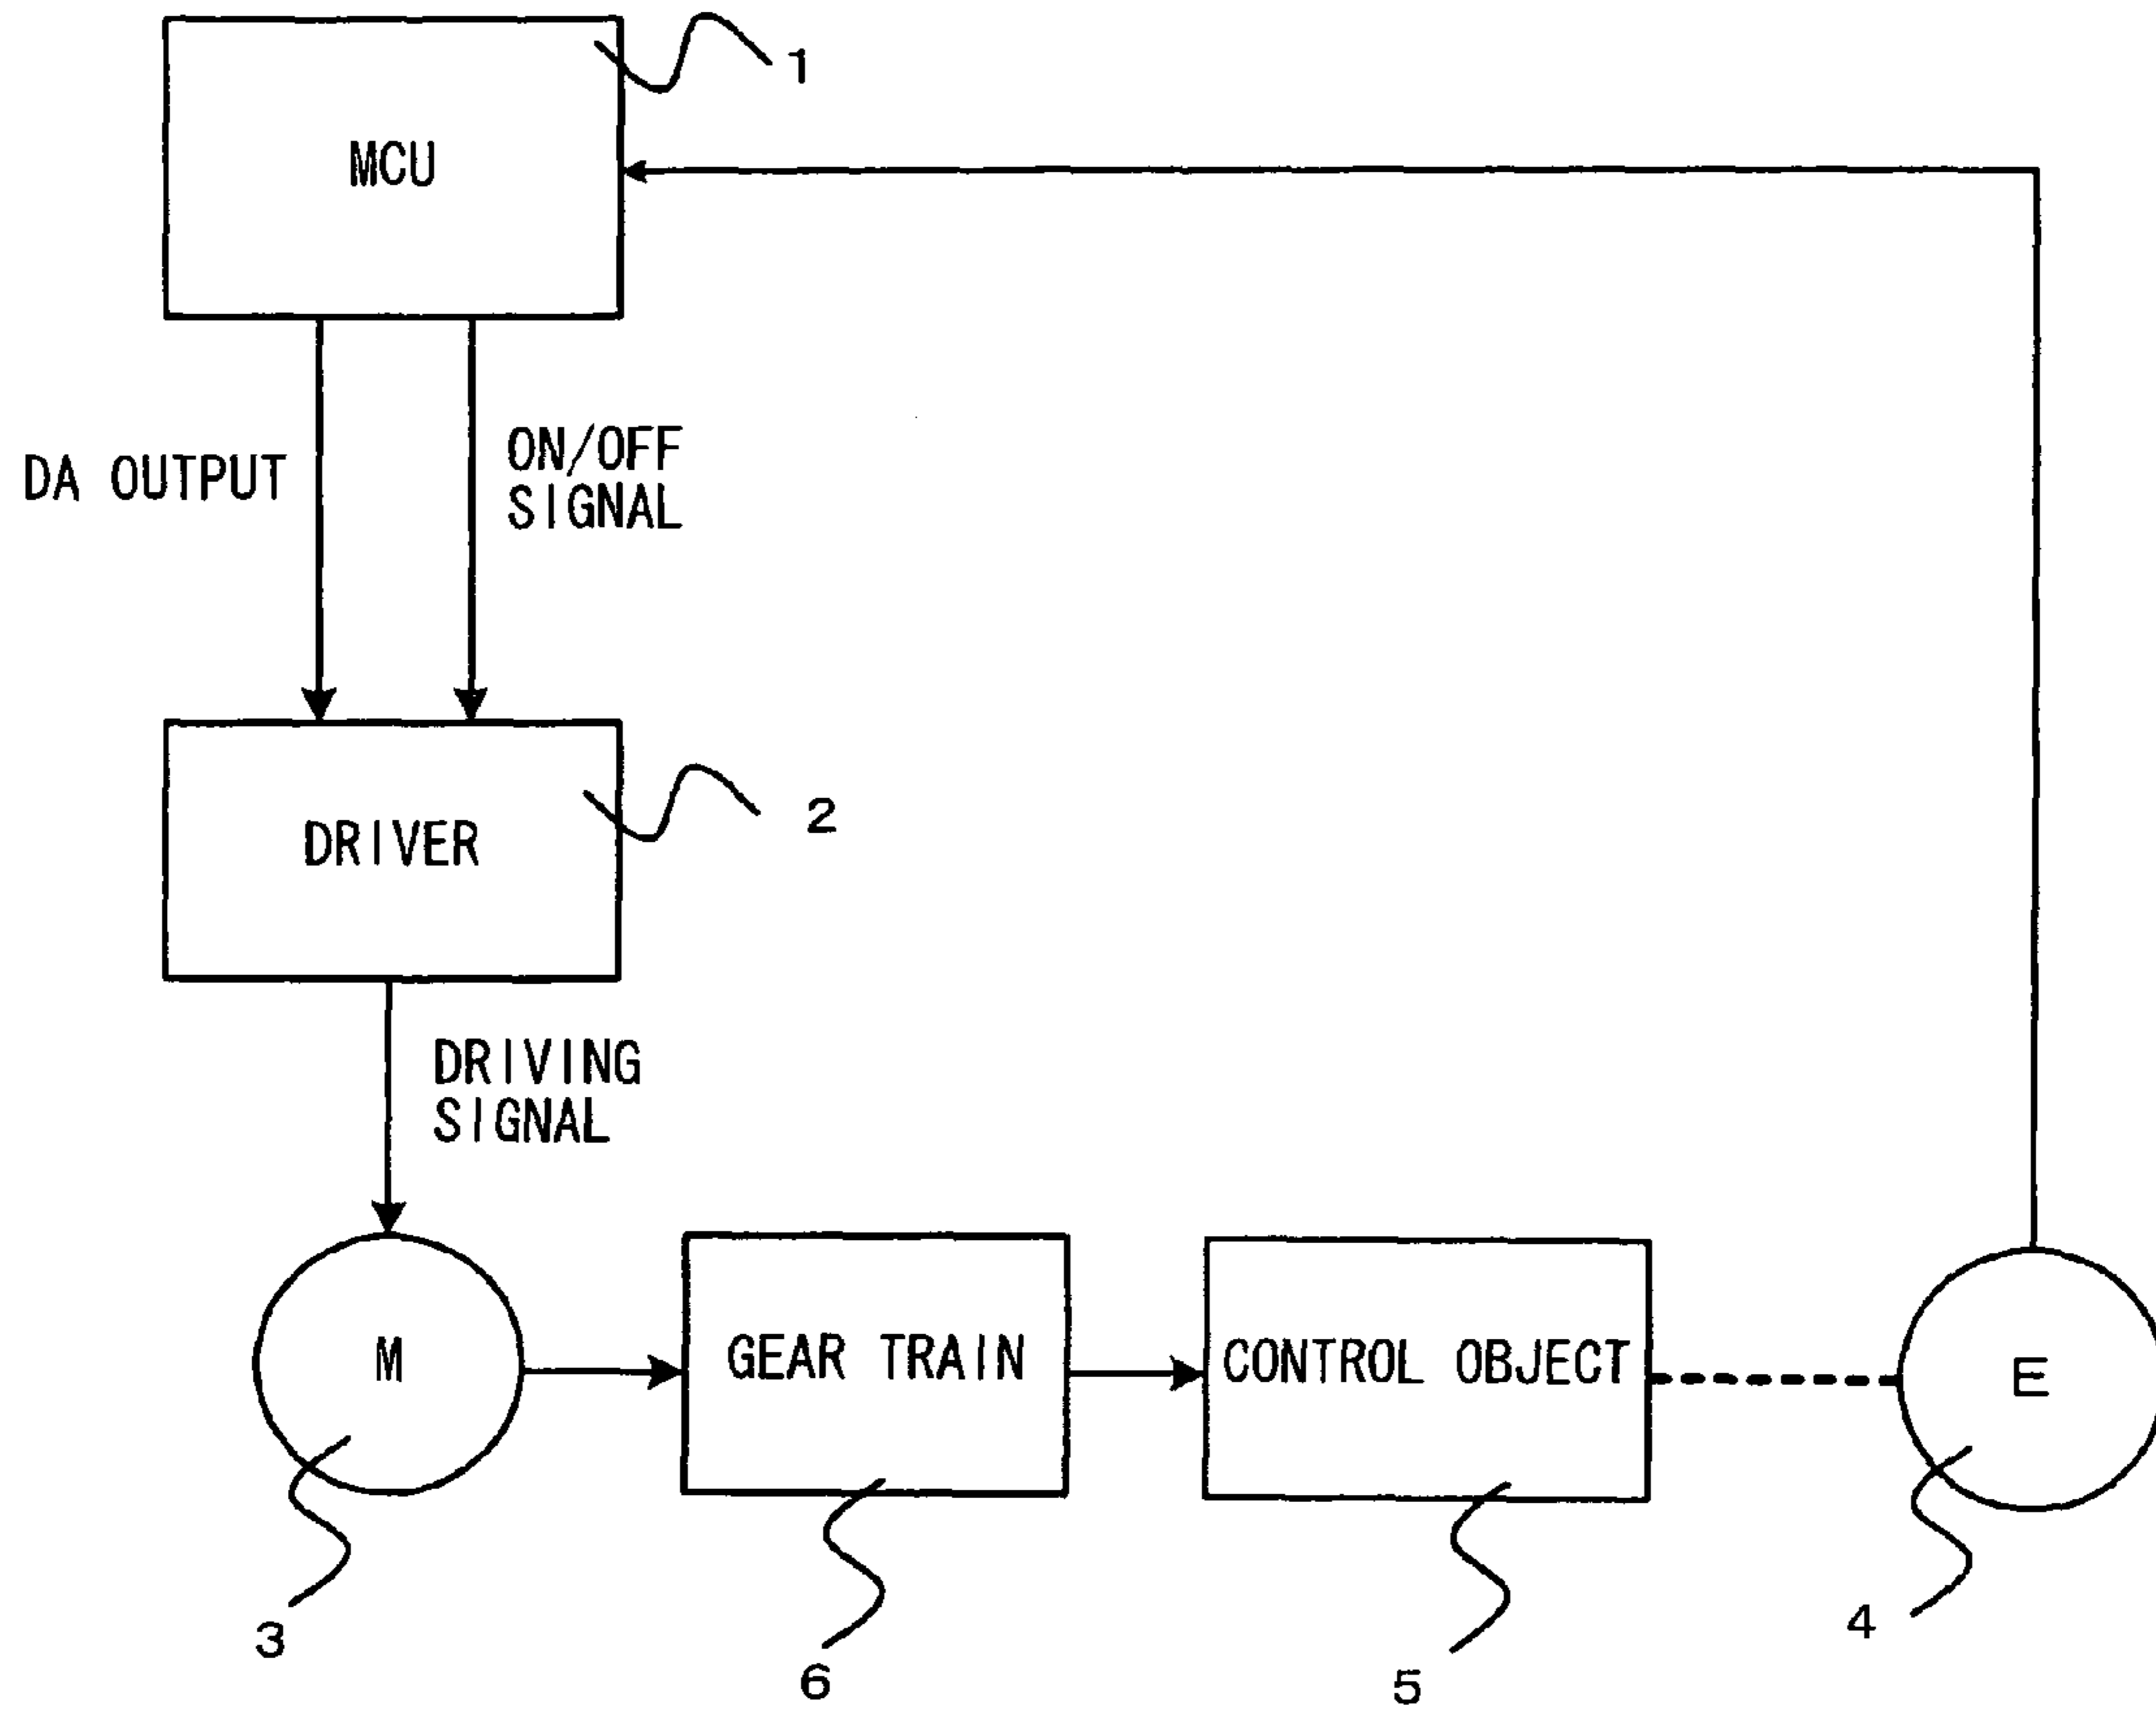 1
MCU
DA OUTPUT
ON/OFF
SIGNAL
2
DRIVER
DRIVING
SIGNAL
M
GEAR TRAIN
CONTROL OBJECT
E
3
6
5
4